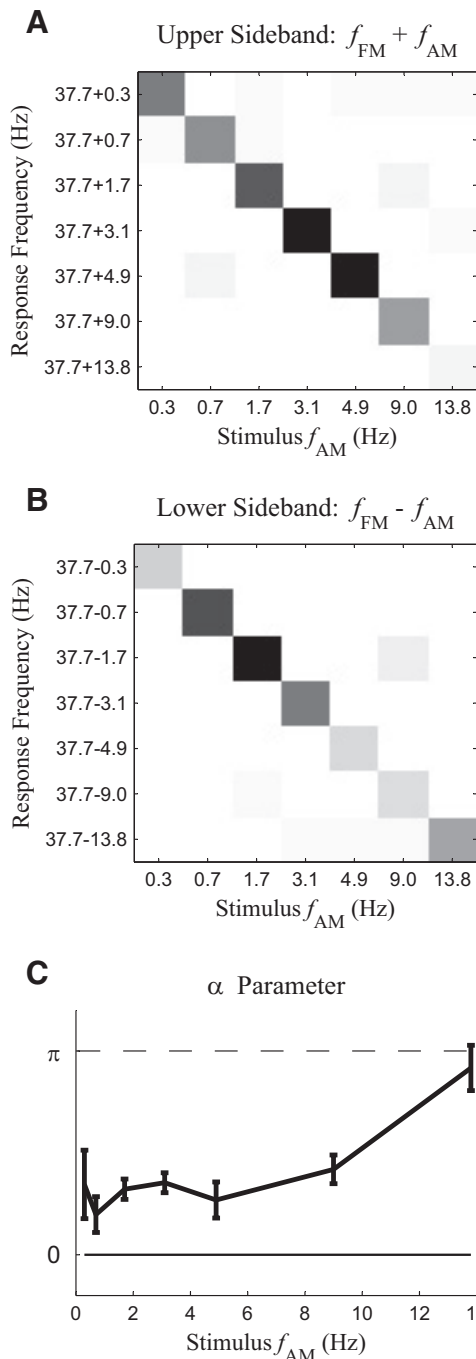 A
Upper Sideband: fFM + fAM
Response Frequency (Hz)
37.7+0.3
37.7+0.7
37.7+1.7
37.7+3.1
37.7+4.9
37.7+9.0
37.7+13.8
0.3 0.7 1.7 3.1 4.9 9.0 13.8
Stimulus fAM (Hz)
B
Lower Sideband: fFM - fAM
Response Frequency (Hz)
37.7-0.3
37.7-0.7
37.7-1.7
37.7-3.1
37.7-4.9
37.7-9.0
37.7-13.8
0.3 0.7 1.7 3.1 4.9 9.0 13.8
Stimulus fAM (Hz)
C
α Parameter
π
0
0 2 4 6 8 10 12 1
Stimulus fAM (Hz)